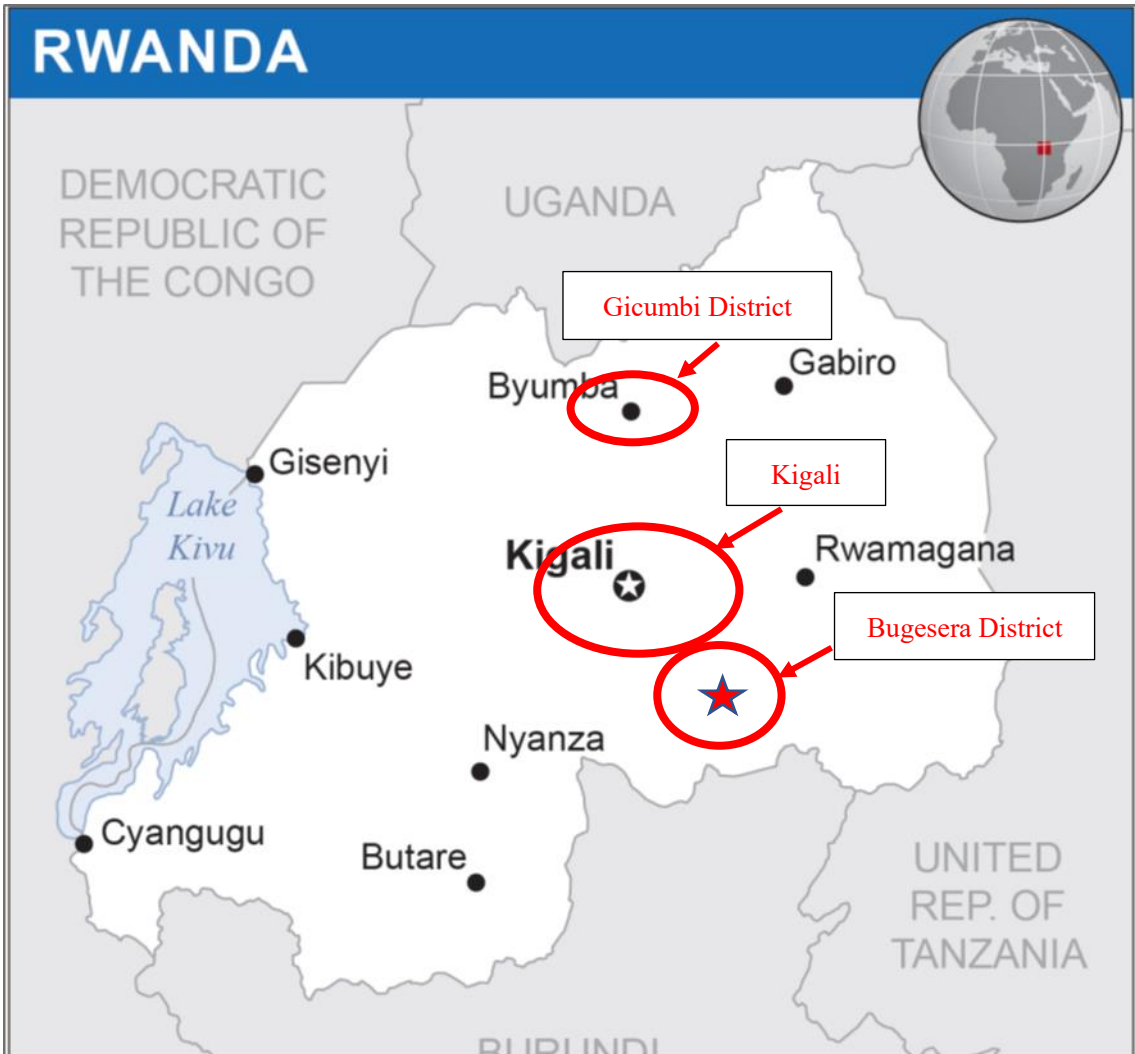 RWANDA
DEMOCRATIC
REPUBLIC OF
THE CONGO
UGANDA
Gicumbi District
Byumba
Gabiro
Gisenyi
Kigali
Lake
Kivu
Kigali
Rwamagana
Bugesera District
Kibuye
Nyanza
Cyangugu
Butare
UNITED
REP. OF
TANZANIA
BURUNDI